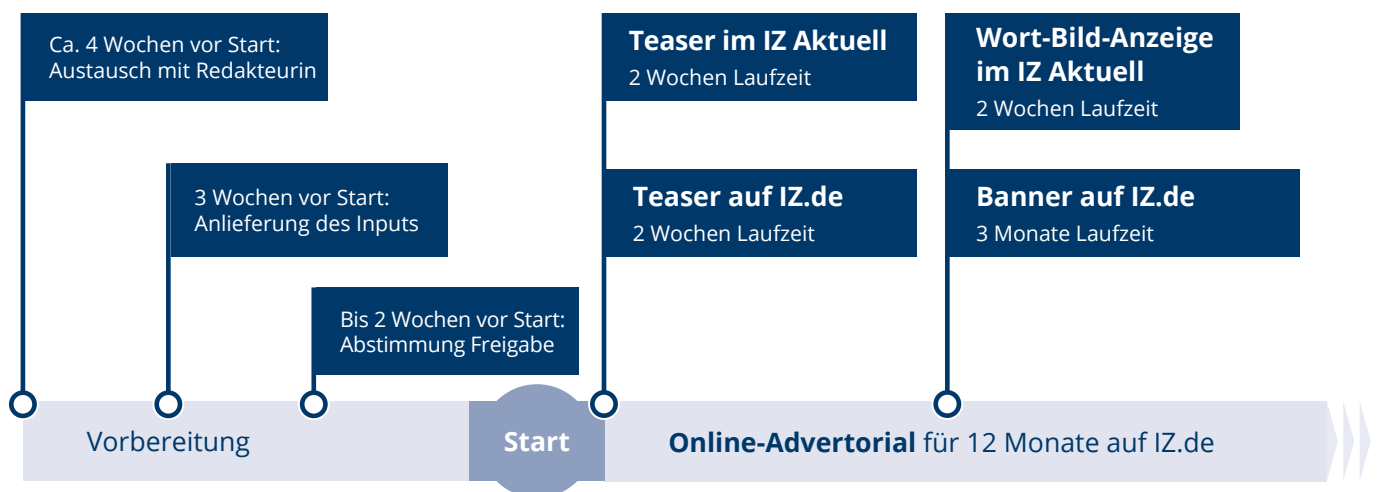 Ca. 4 Wochen vor Start:
Austausch mit Redakteurin
3 Wochen vor Start:
Anlieferung des Inputs
Bis 2 Wochen vor Start:
Abstimmung Freigabe
Teaser im IZ Aktuell
2 Wochen Laufzeit
Teaser auf IZ.de
2 Wochen Laufzeit
Wort-Bild-Anzeige
im IZ Aktuell
2 Wochen Laufzeit
Banner auf IZ.de
3 Monate Laufzeit
Vorbereitung
Start
Online-Advertorial für 12 Monate auf IZ.de